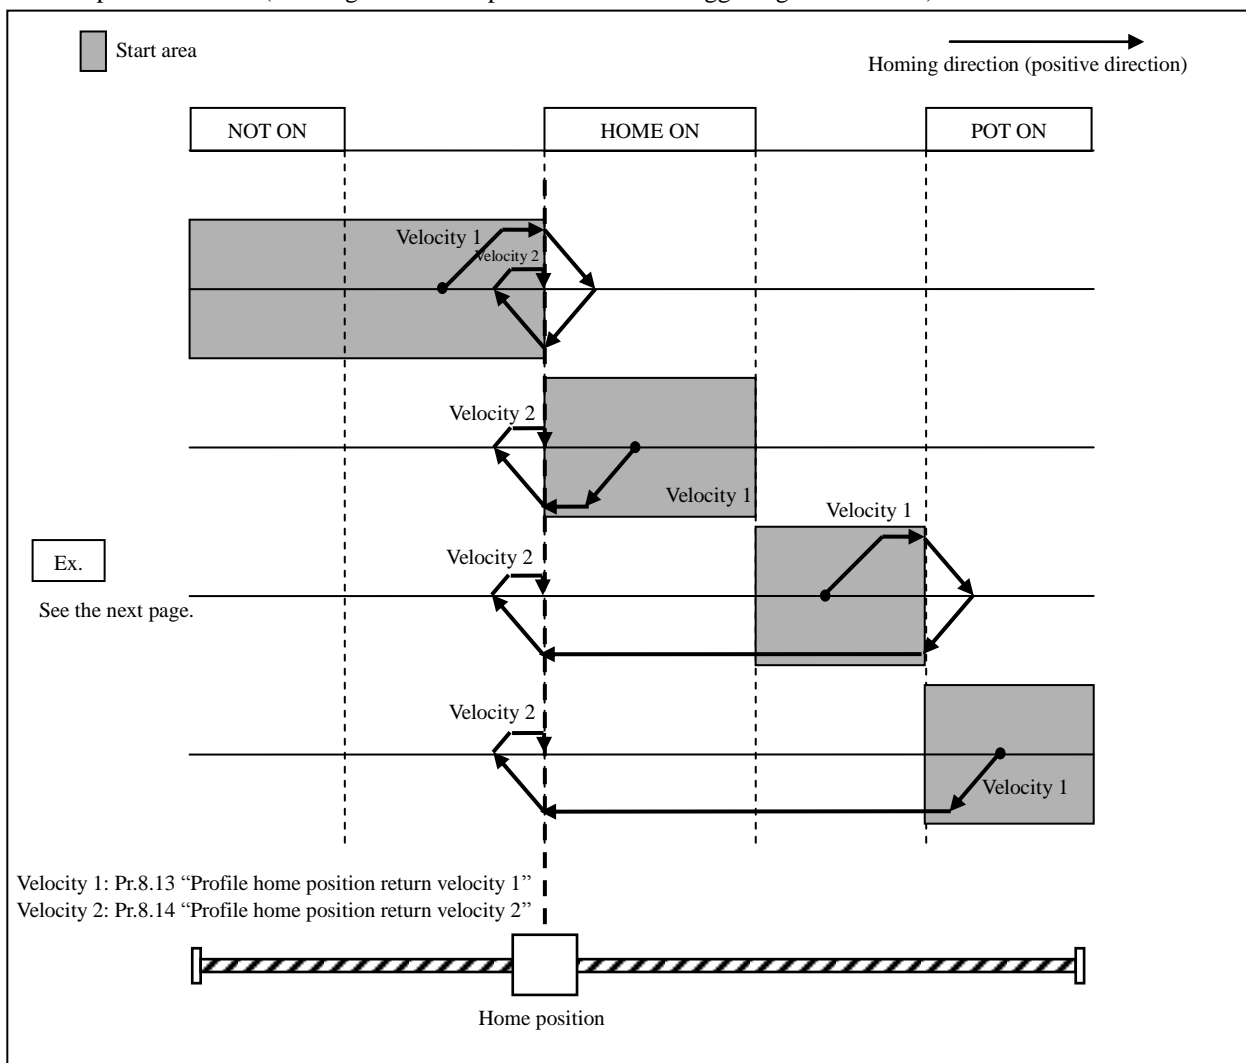 Start area
Homing direction (positive direction)
NOT ON
HOME ON
POT ON
Velocity 1
Velocity 2
Velocity 2
Velocity 1
Velocity 1
Ex.
Velocity 2
See the next page.
Velocity 2
Velocity 1
Velocity 1: Pr.8.13 “Profile home position return velocity 1”
Velocity 2: Pr.8.14 “Profile home position return velocity 2”
Home position